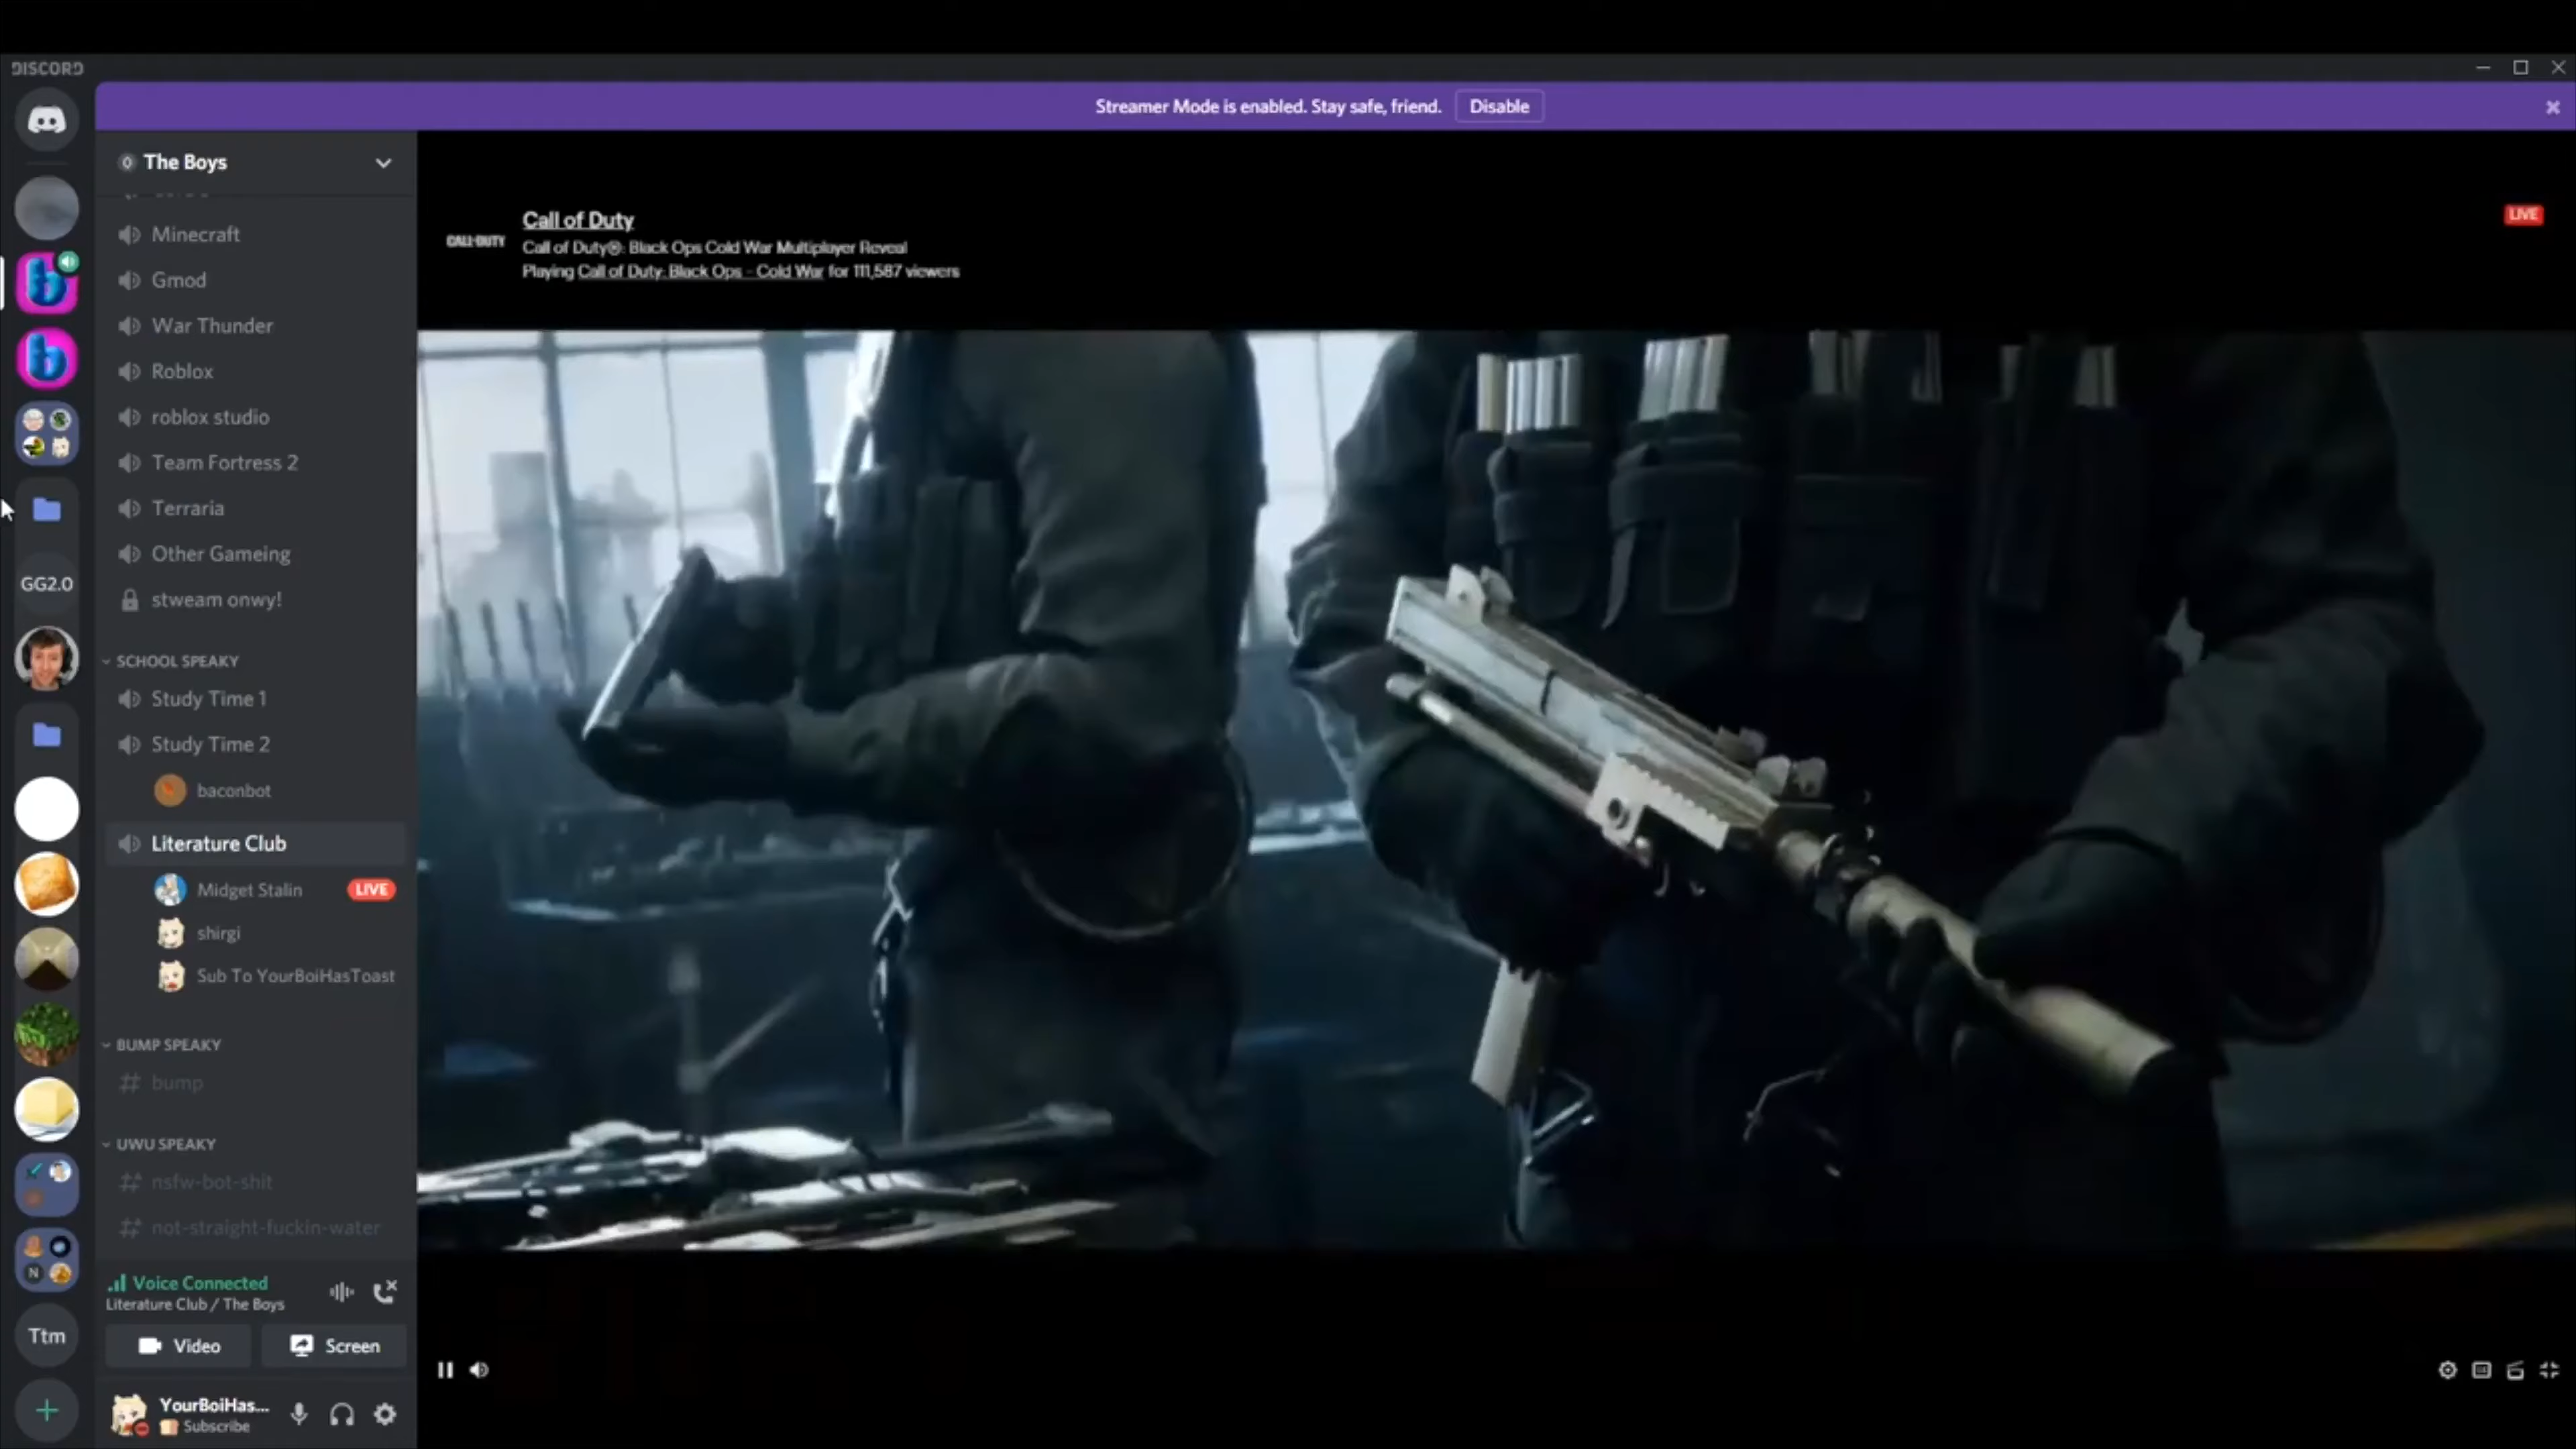 DISCORD
Streamer Mode is enabled. Stay safe, friend.
Disable
The Boys
Minecraft
Gmod
War Thunder
Roblox
roblox studio
Team Fortress 2
Terraria
Other Gameing
stweam onwy!
SCHOOL SPEAKY
Study Time 1
Study Time 2
baconbot
Literature Club
Midget Stalin
LIVE
shirgi
Sub To YourBoiHasToast
BUMP SPEAKY
bump
UWU SPEAKY
nsfw-bot-shit
not-straight-fuckin-water
Voice Connected
Literature Club / The Boys
Video
Screen
YourBoiHas...
Subscribe
GG2.0
N
Ttm
CALL·DUTY
Call of Duty
Call of Duty®: Black Ops Cold War Multiplayer Reveal
Playing Call of Duty: Black Ops - Cold War for 111,587 viewers
LIVE